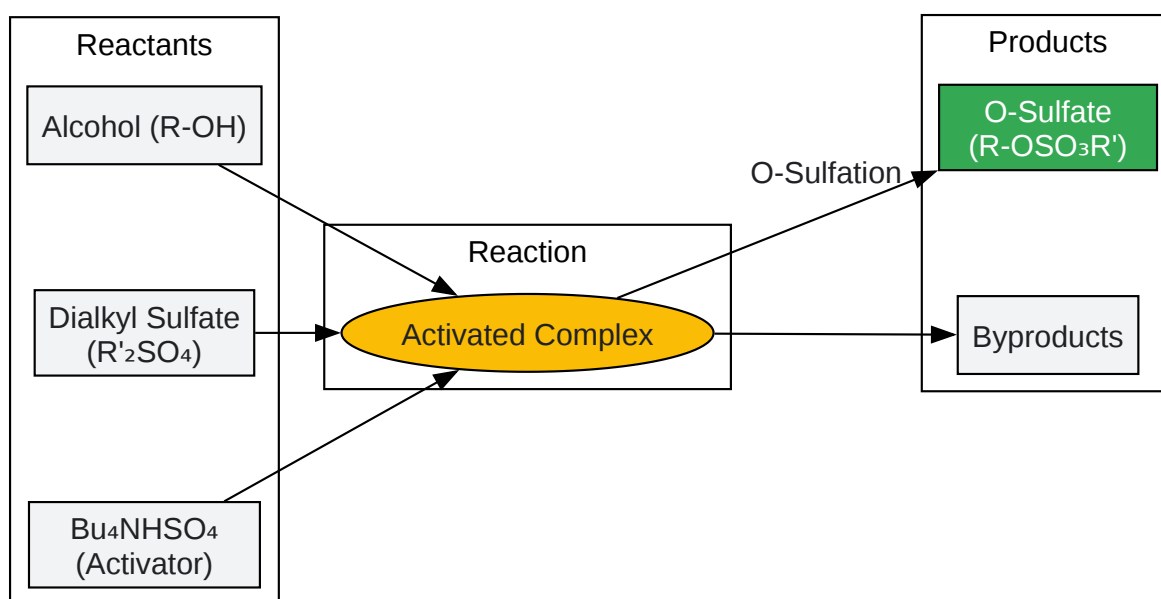 Reactants
Alcohol (R-OH)
Dialkyl Sulfate
(R'₂SO₄)
Bu₄NHSO₄
(Activator)
Reaction
Activated Complex
O-Sulfation
Products
O-Sulfate
(R-OSO₃R')
Byproducts